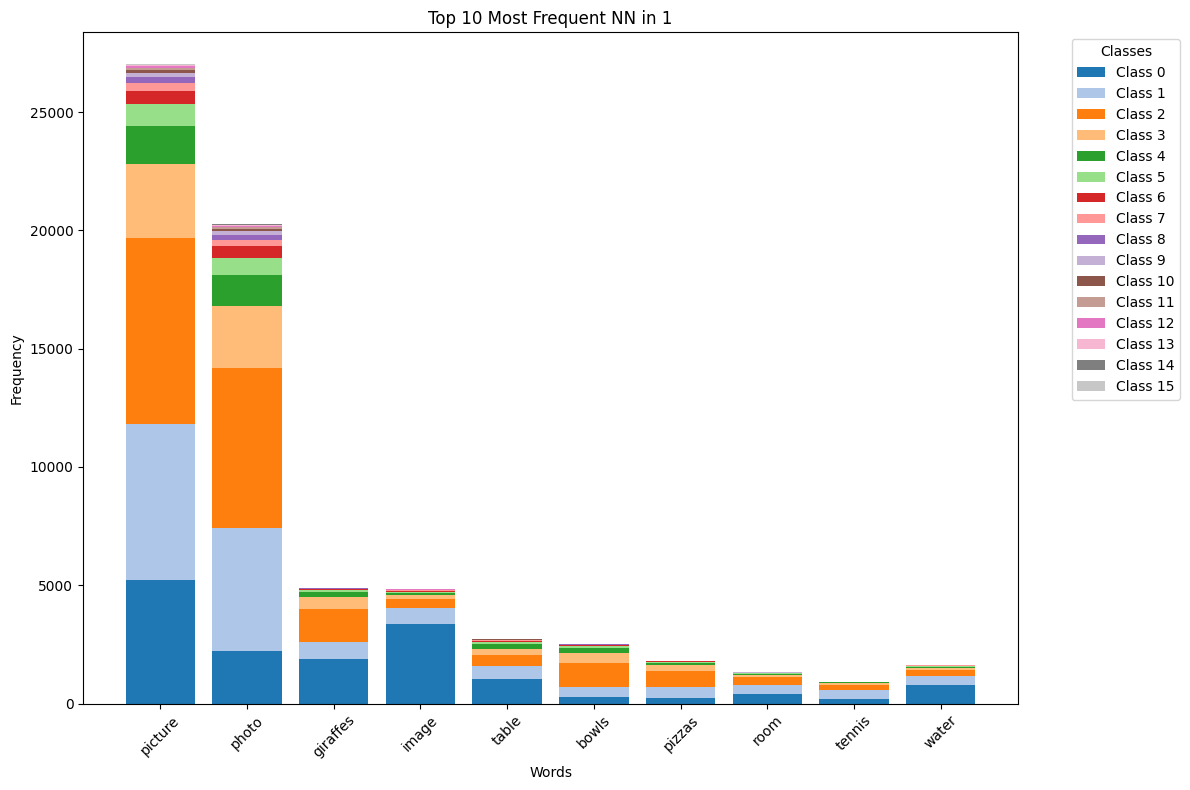 Top 10 Most Frequent NN in 1
Frequency
25000
20000
15000
10000
5000
0
picture
photo
giraffes
image
table
bowls
pizzas
room
tennis
water
Words
Classes
Class 0
Class 1
Class 2
Class 3
Class 4
Class 5
Class 6
Class 7
Class 8
Class 9
Class 10
Class 11
Class 12
Class 13
Class 14
Class 15